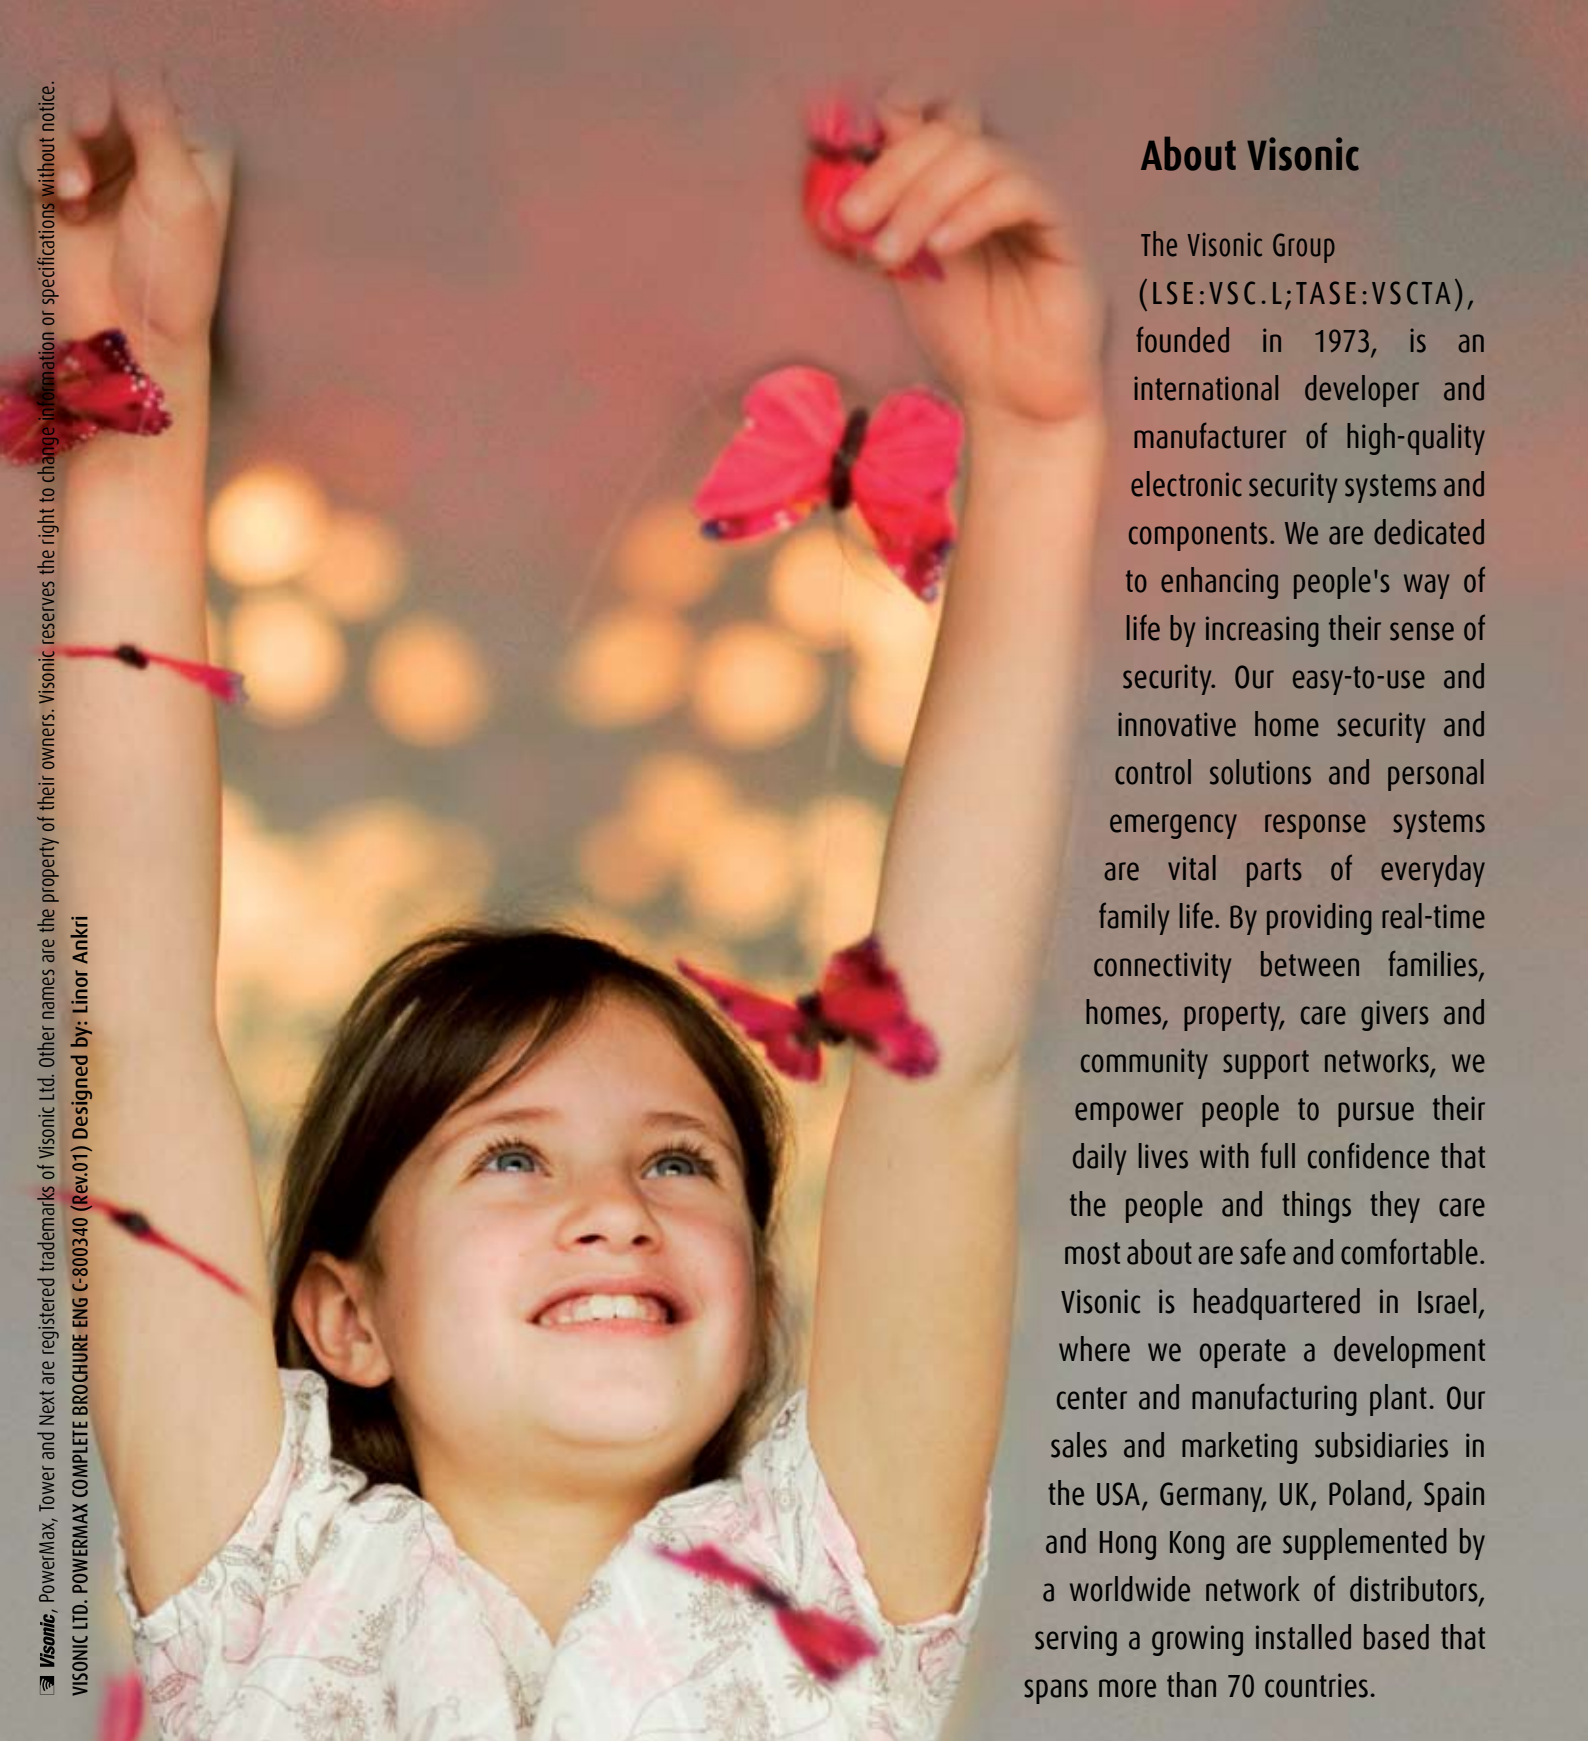 About Visonic
The Visonic Group
(LSE:VSC.L;TASE:VSCTA),
founded in 1973, is an
international developer and
manufacturer of high-quality
electronic security systems and
components. We are dedicated
to enhancing people's way of
life by increasing their sense of
security. Our easy-to-use and
innovative home security and
control solutions and personal
emergency response systems
are vital parts of everyday
family life. By providing real-time
connectivity between families,
homes, property, care givers and
community support networks, we
empower people to pursue their
daily lives with full confidence that
the people and things they care
most about are safe and comfortable.
Visonic is headquartered in Israel,
where we operate a development
center and manufacturing plant. Our
sales and marketing subsidiaries in
the USA, Germany, UK, Poland, Spain
and Hong Kong are supplemented by
a worldwide network of distributors,
serving a growing installed based that
spans more than 70 countries.
Visonic, PowerMax, Tower and Next are registered trademarks of Visonic Ltd. Other names are the property of their owners. Visonic reserves the right to change information or specifications without notice.
VISONIC LTD. POWERMAX COMPLETE BROCHURE ENG C-800340 (Rev.01) Designed by: Linor Ankri